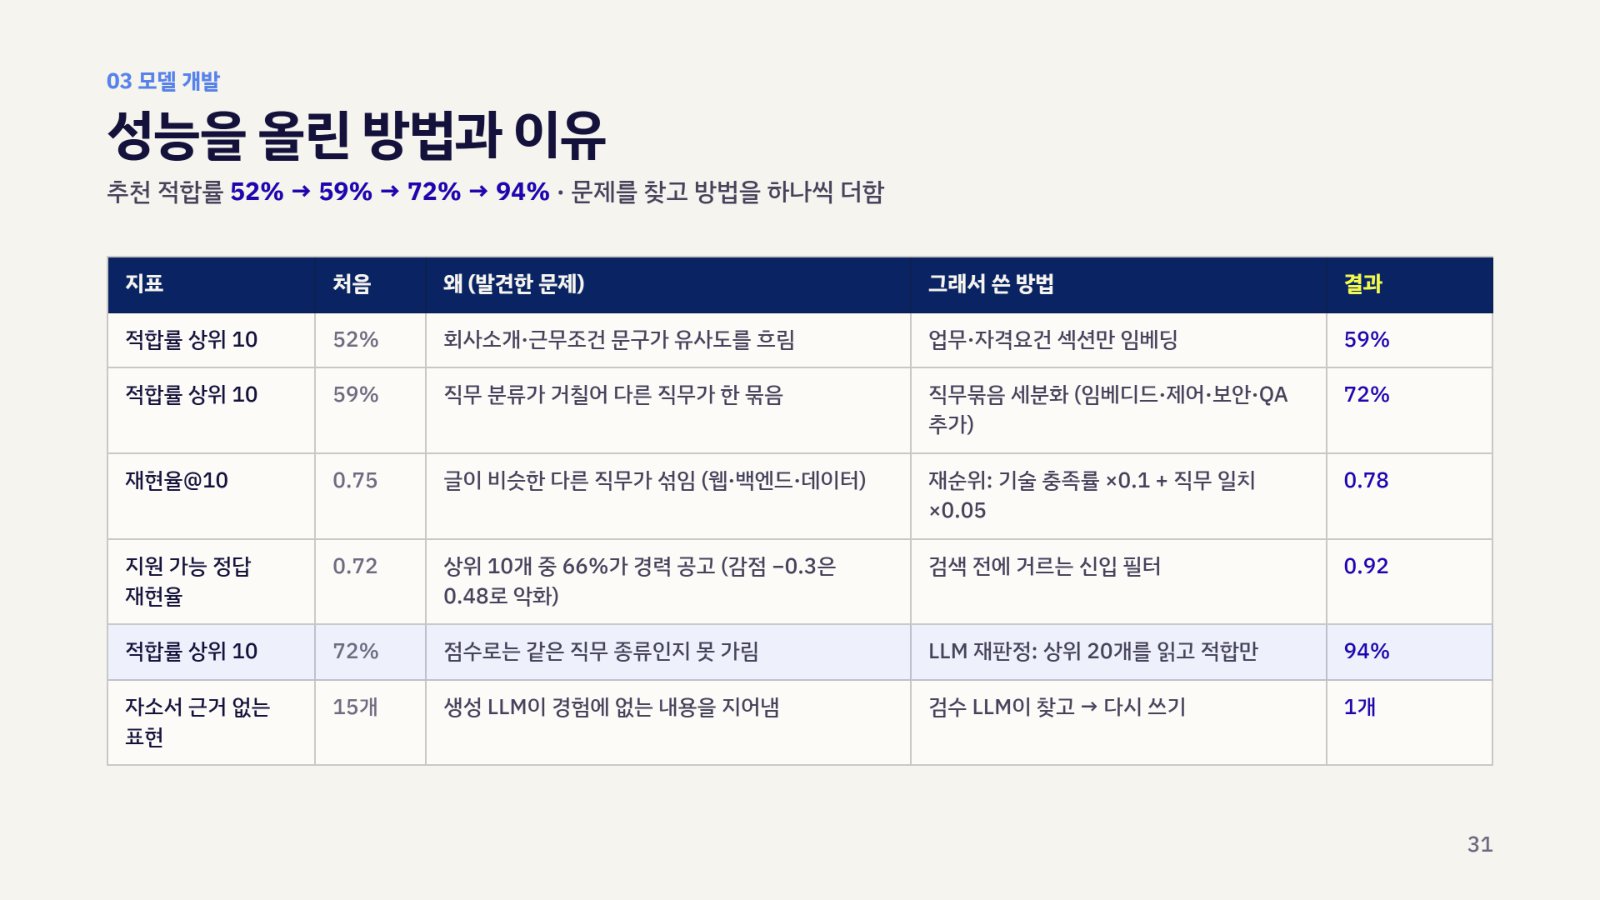 03 모델 개발
성능을 올린 방법과 이유
추천 적합률 52% → 59% → 72% → 94% · 문제를 찾고 방법을 하나씩 더함
지표 처음 왜 (발견한 문제) 그래서 쓴 방법 결과
적합률 상위 10 52% 회사소개·근무조건 문구가 유사도를 흐림 업무·자격요건 섹션만 임베딩 59%
적합률 상위 10 59% 직무 분류가 거칠어 다른 직무가 한 묶음 직무묶음 세분화 (임베디드·제어·보안·QA
추가) 72%
재현율@10 0.75 글이 비슷한 다른 직무가 섞임 (웹·백엔드·데이터) 재순위: 기술 충족률 ×0.1 + 직무 일치
×0.05 0.78
지원 가능 정답
재현율 0.72 상위 10개 중 66%가 경력 공고 (감점 −0.3은
0.48로 악화) 검색 전에 거르는 신입 필터 0.92
적합률 상위 10 72% 점수로는 같은 직무 종류인지 못 가림 LLM 재판정: 상위 20개를 읽고 적합만 94%
자소서 근거 없는
표현 15개 생성 LLM이 경험에 없는 내용을 지어냄 검수 LLM이 찾고 → 다시 쓰기 1개
31